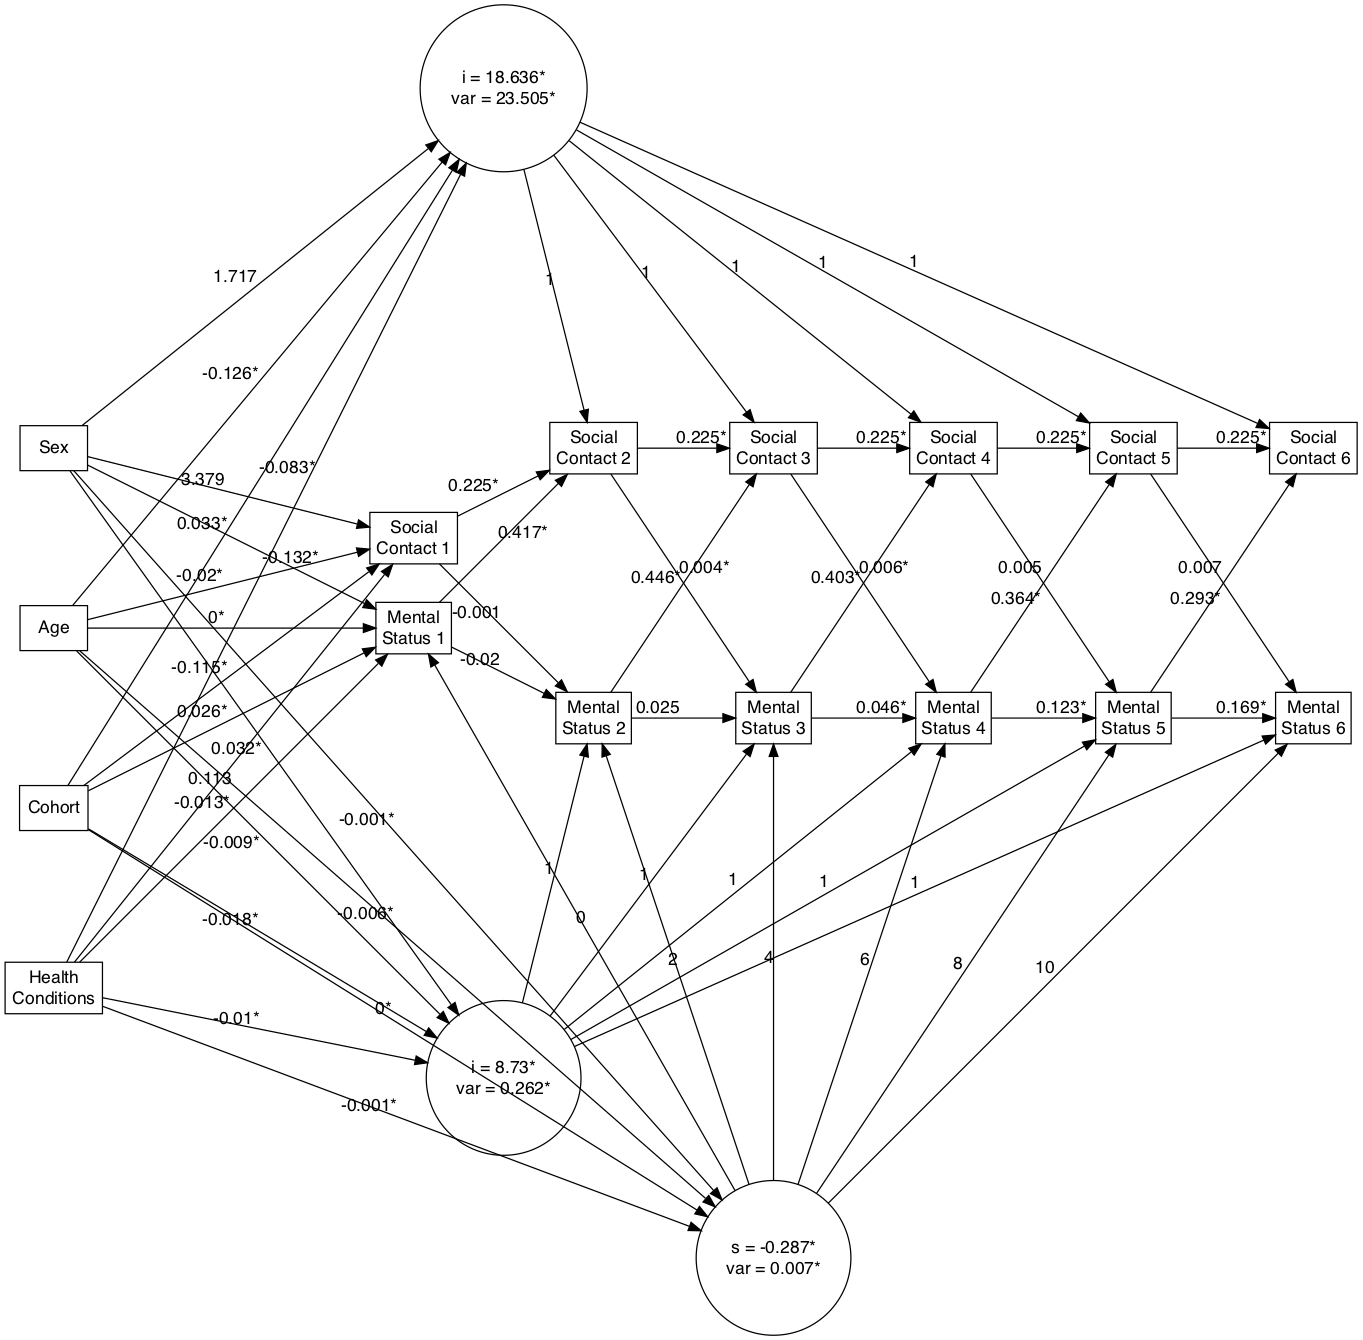 i = 18.636*
var = 23.505*
1
1
1
1
1
1.717
-0.126*
Sex
Social
Contact 2
0.225*
Social
Contact 3
0.225*
Social
Contact 4
0.225*
Social
Contact 5
0.225*
Social
Contact 6
3.379
-0.083*
0.225*
0.033*
Social
Contact 1
0.417*
-0.132*
-0.02*
0.446*
0.004*
0.403*
0.006*
0.005
0.364*
0.007
0.293*
Age
0*
Mental
Status 1
-0.001
-0.02
-0.115*
0.026*
Mental
Status 2
0.025
Mental
Status 3
0.046*
Mental
Status 4
0.123*
Mental
Status 5
0.169*
Mental
Status 6
0.032*
0.113
-0.013*
Cohort
-0.001*
-0.009*
1
1
1
1
1
-0.018*
-0.006*
0
2
4
6
8
10
Health
Conditions
-0.01*
0*
i = 8.73*
var = 0.262*
-0.001*
s = -0.287*
var = 0.007*